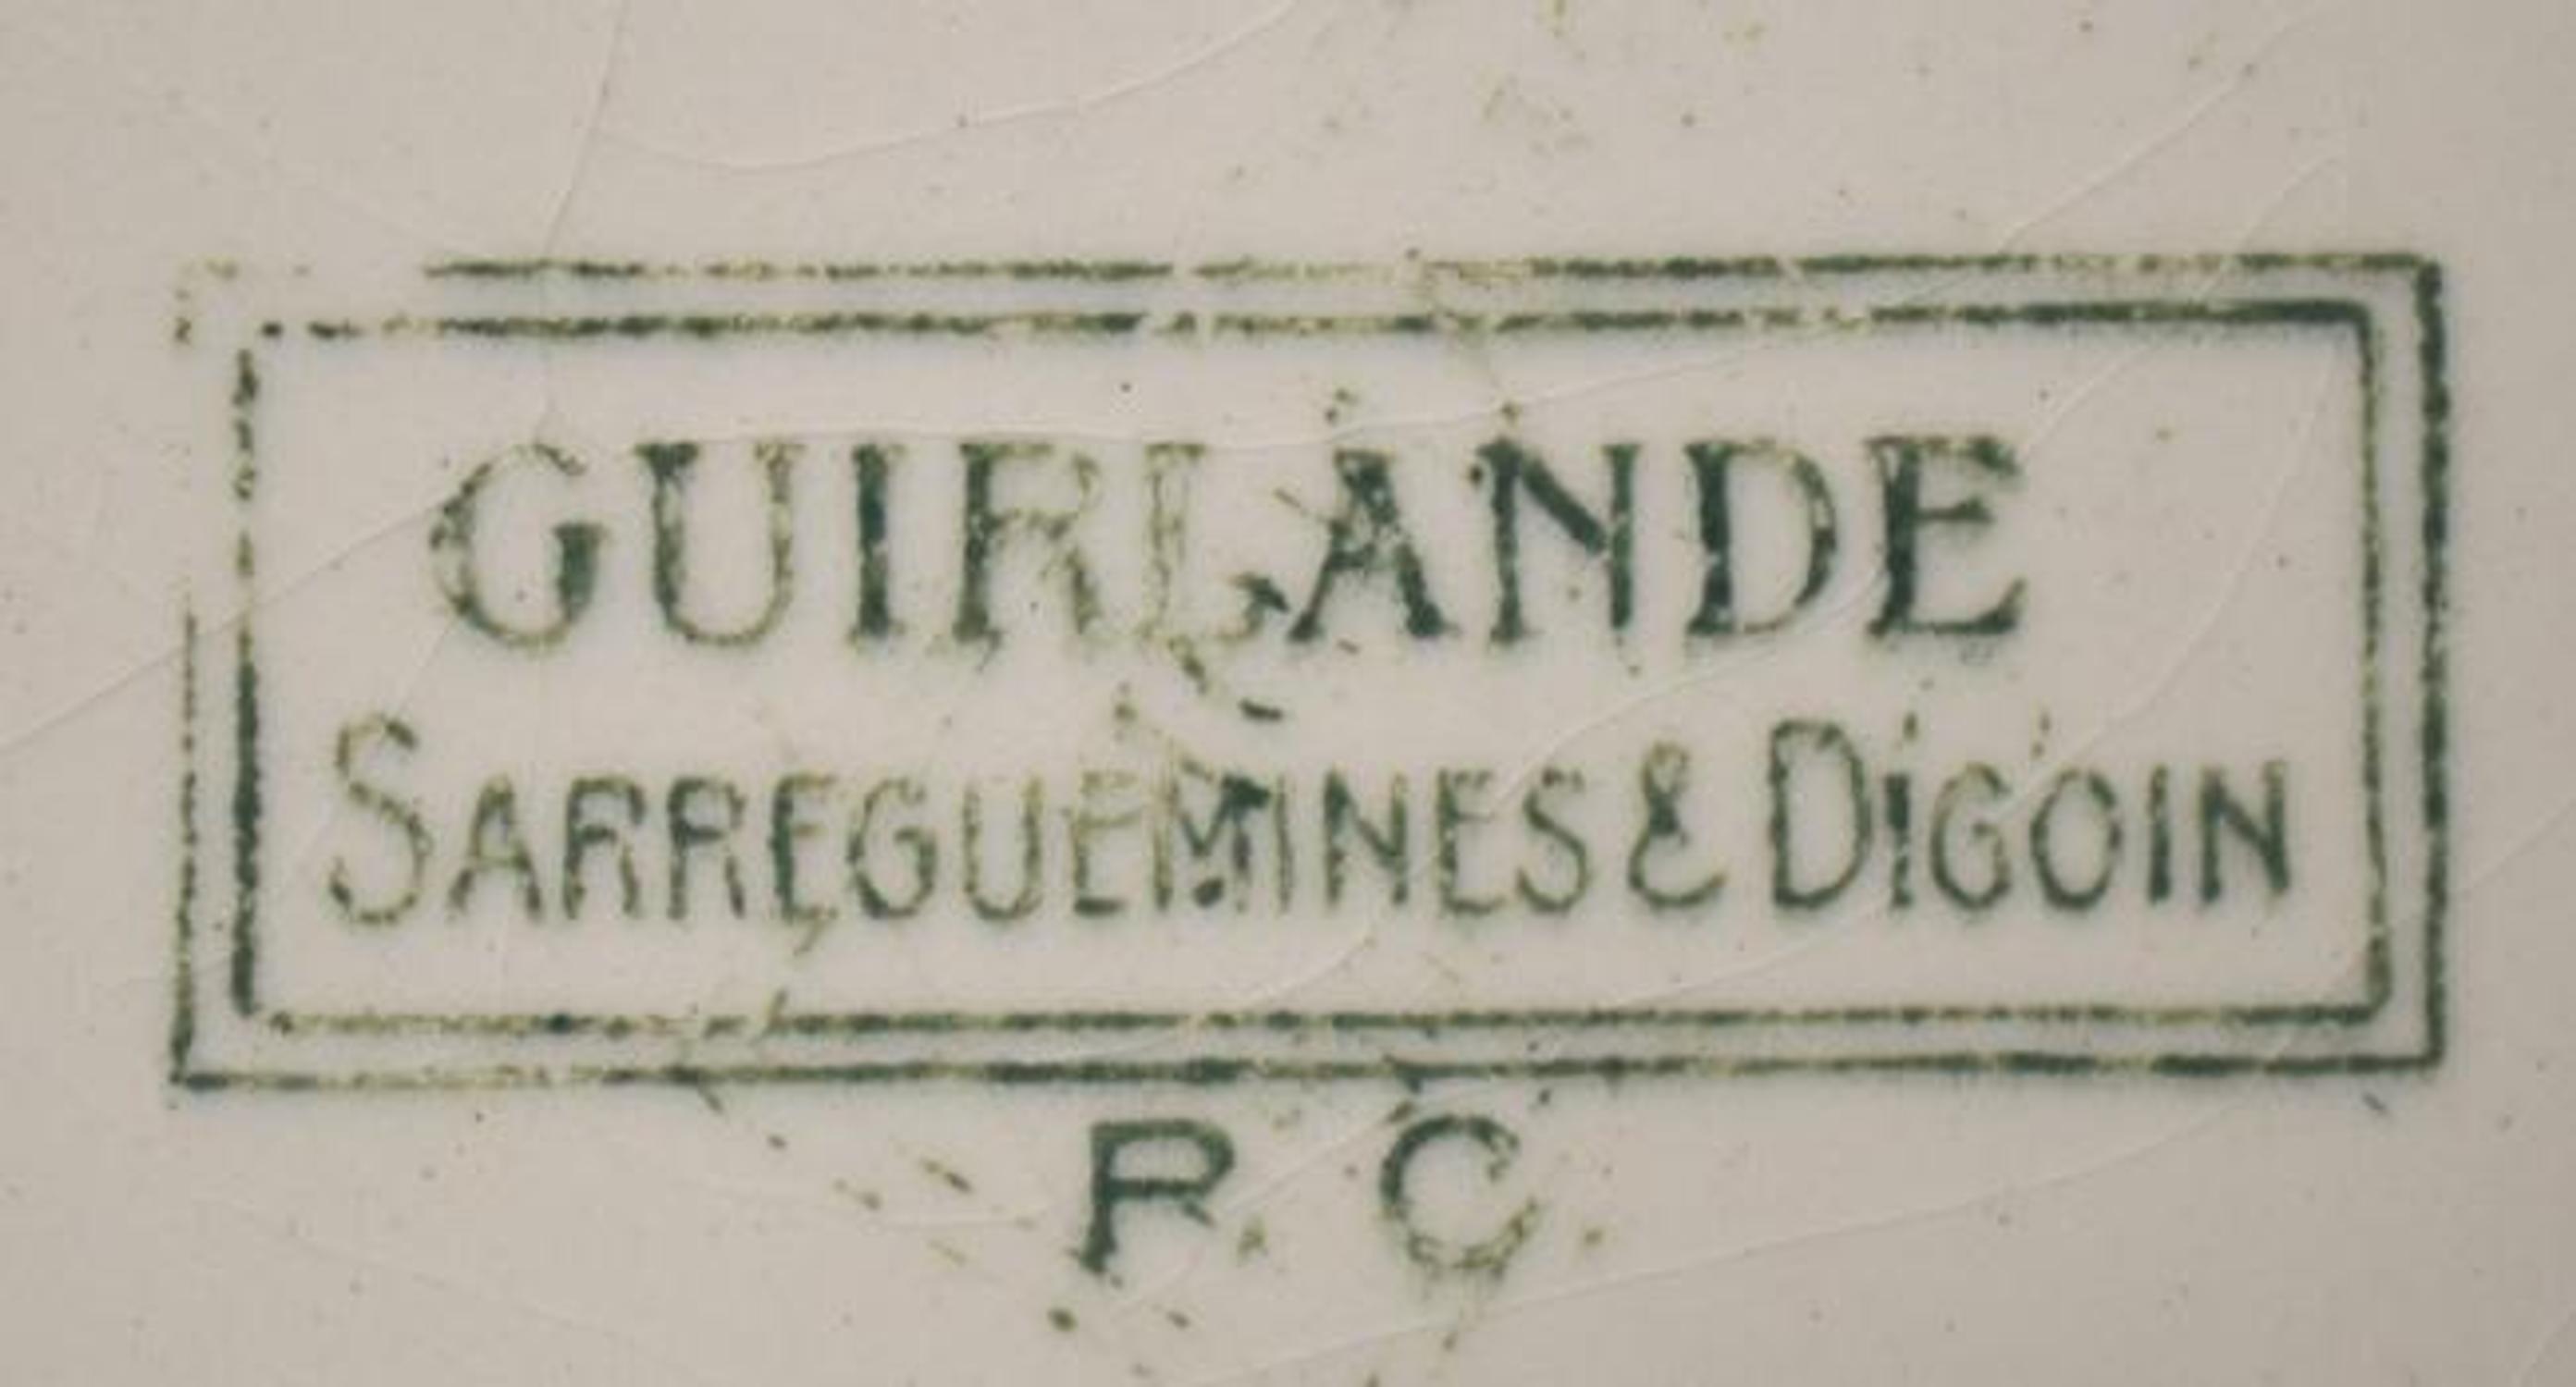 GUIRLANDE
SARREGUEMINES & DIGOIN
P. C.